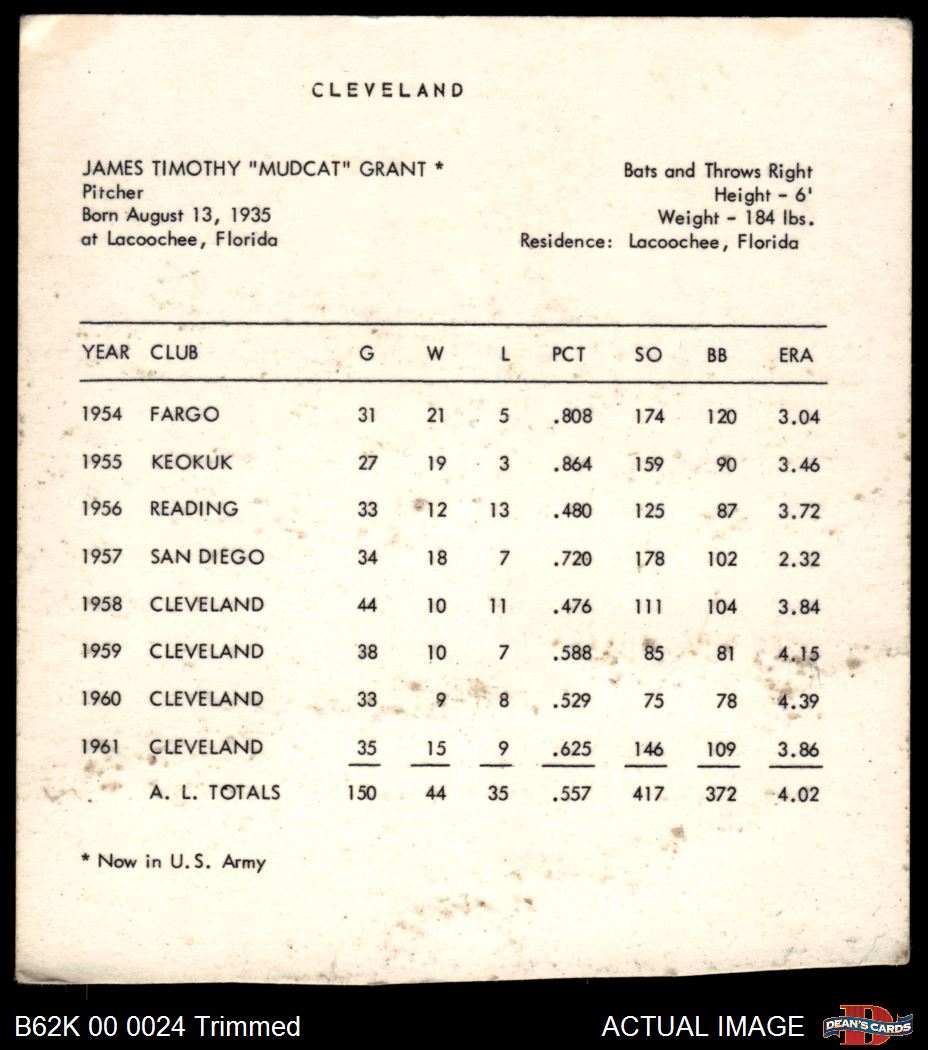 CLEVELAND
JAMES TIMOTHY "MUDCAT" GRANT *
Pitcher
Born August 13, 1935
at Lacoochee, Florida
Bats and Throws Right
Height - 6'
Weight - 184 lbs.
Residence: Lacoochee, Florida
YEAR CLUB G W L PCT SO BB ERA
1954 FARGO 31 21 5 .808 174 120 3.04
1955 KEOKUK 27 19 3 .864 159 90 3.46
1956 READING 33 12 13 .480 125 87 3.72
1957 SAN DIEGO 34 18 7 .720 178 102 2.32
1958 CLEVELAND 44 10 11 .476 111 104 3.84
1959 CLEVELAND 38 10 7 .588 85 81 4.15
1960 CLEVELAND 33 9 8 .529 75 78 4.39
1961 CLEVELAND 35 15 9 .625 146 109 3.86
A. L. TOTALS 150 44 35 .557 417 372 4.02
* Now in U.S. Army
B62K 00 0024 Trimmed
ACTUAL IMAGE
DEAN'S CARDS